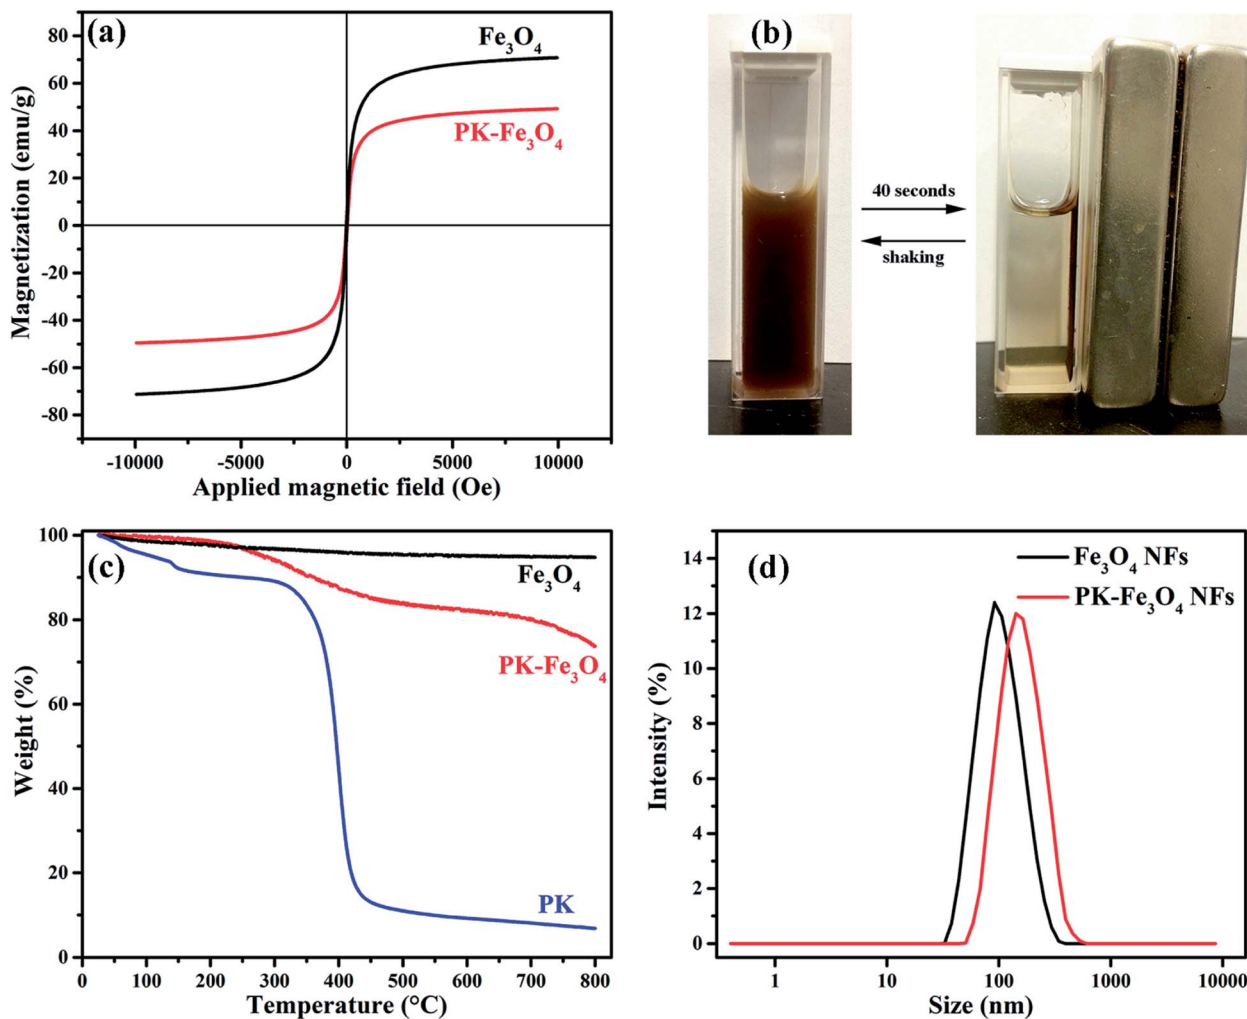 (a)
Fe₃O₄
PK-Fe₃O₄
80
60
40
20
0
-20
-40
-60
-80
Magnetization (emu/g)
-10000 -5000 0 5000 10000
Applied magnetic field (Oe)
(b)
40 seconds
shaking
(c)
Fe₃O₄
PK-Fe₃O₄
PK
100
80
60
40
20
0
Weight (%)
0 100 200 300 400 500 600 700 800
Temperature (°C)
(d)
Fe₃O₄ NFs
PK-Fe₃O₄ NFs
14
12
10
8
6
4
2
0
Intensity (%)
1 10 100 1000 10000
Size (nm)